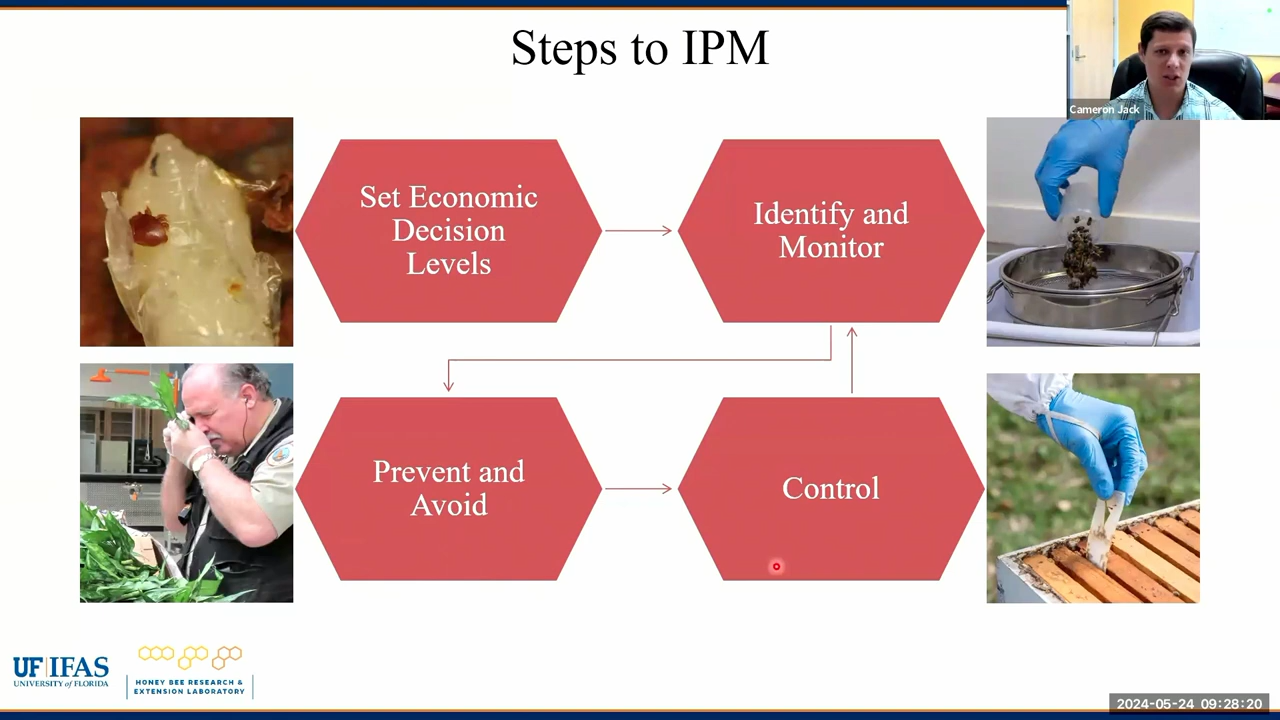 Steps to IPM
Cameron Jack
Set Economic
Decision
Levels
Identify and
Monitor
Prevent and
Avoid
Control
UF IFAS
UNIVERSITY of FLORIDA
HONEY BEE RESEARCH &
EXTENSION LABORATORY
2024-05-24 09:28:20